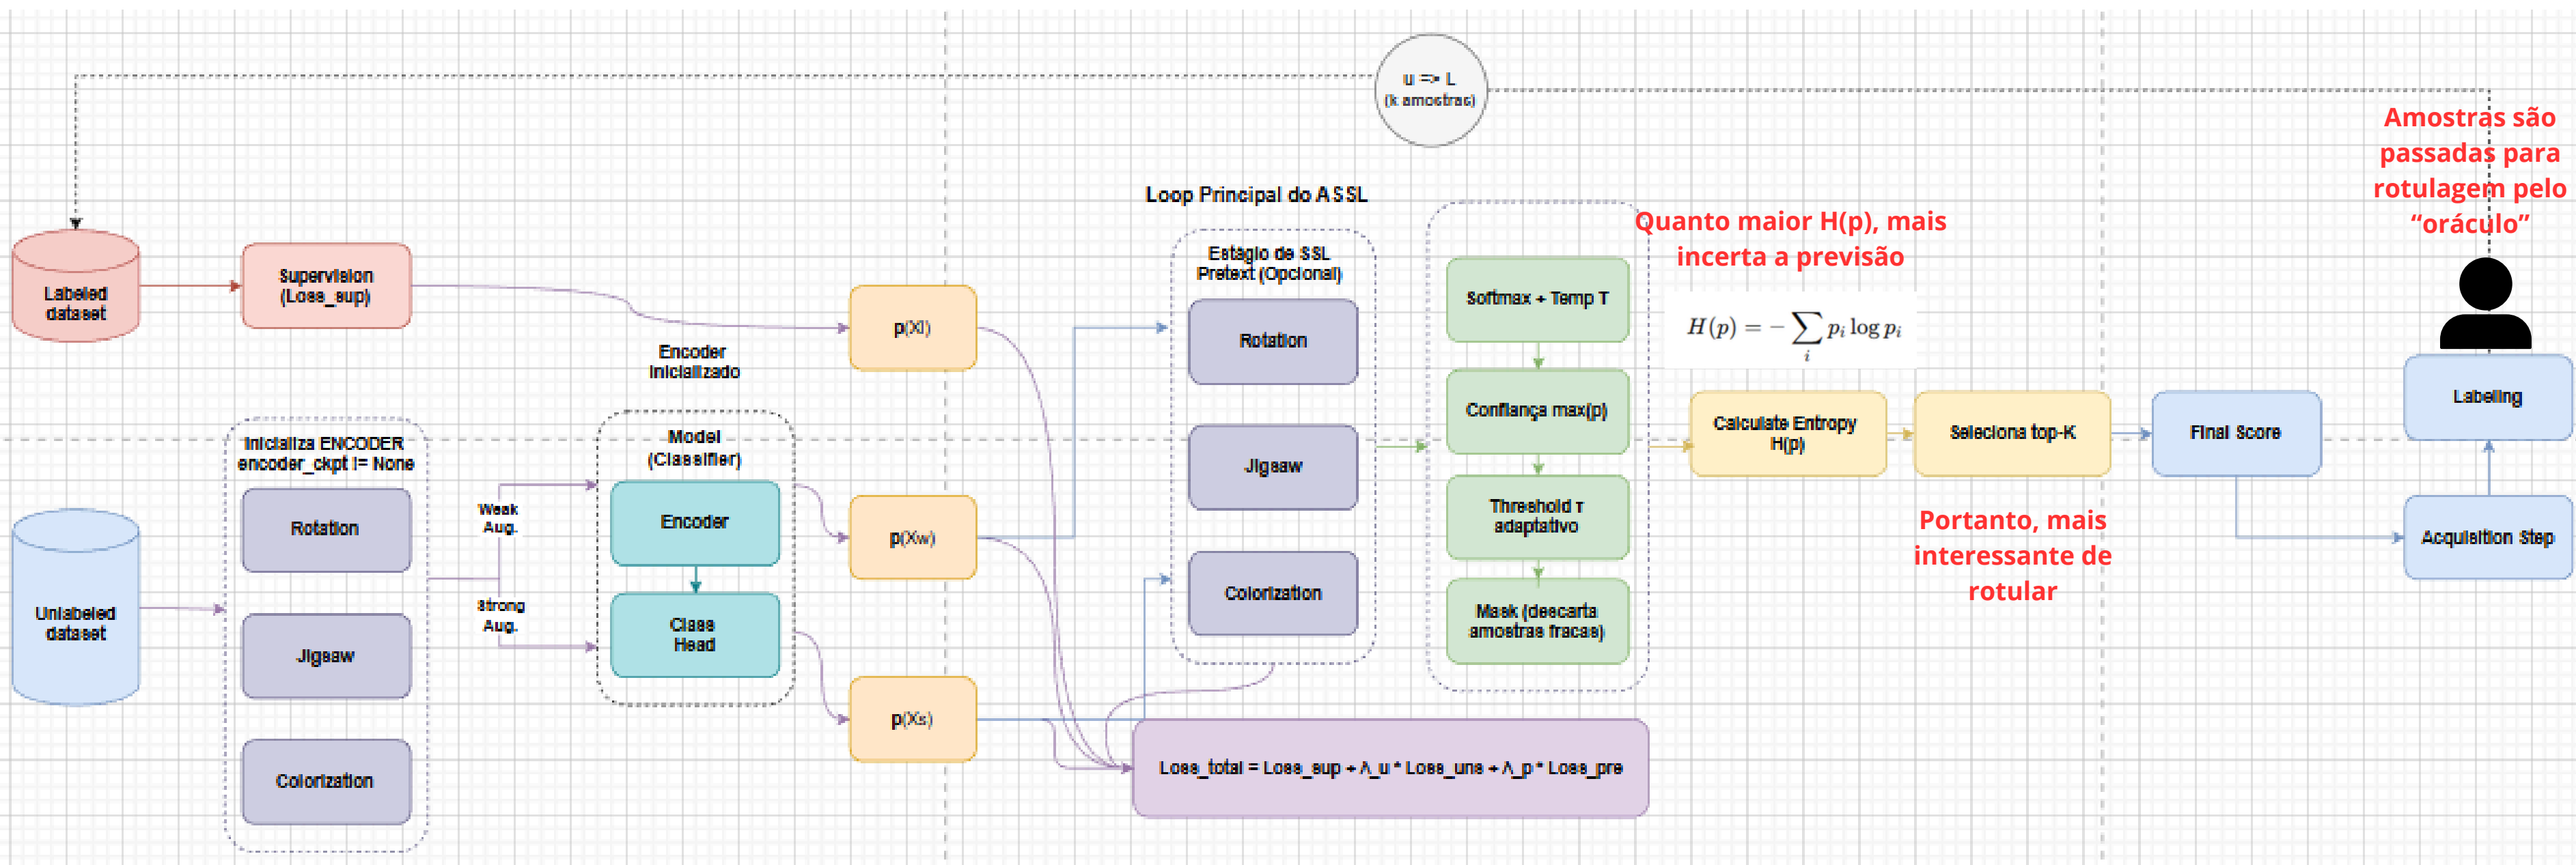 u => L
(k amostras)
Amostras são
passadas para
rotulagem pelo
“oráculo”
Loop Principal do ASSL
Quanto maior H(p), mais
incerta a previsão
Labeled
dataset
Supervision
(Loss_sup)
p(Xl)
Encoder
Inicializado
Estágio de SSL
Pretext (Opcional)
Rotation
Jigsaw
Colorization
Softmax + Temp T
Confiança max(p)
Threshold τ
adaptativo
Mask (descarta
amostras fracas)
H(p) = − ∑ p_i log p_i
i
Calculate Entropy
H(p)
Seleciona top-K
Final Score
Labeling
Acquisition Step
Portanto, mais
interessante de
rotular
Unlabeled
dataset
Inicializa ENCODER
encoder_ckpt != None
Rotation
Jigsaw
Colorization
Weak
Aug.
Strong
Aug.
Model
(Classifier)
Encoder
Class
Head
p(Xw)
p(Xs)
Loss_total = Loss_sup + λ_u * Loss_uns + λ_p * Loss_pre